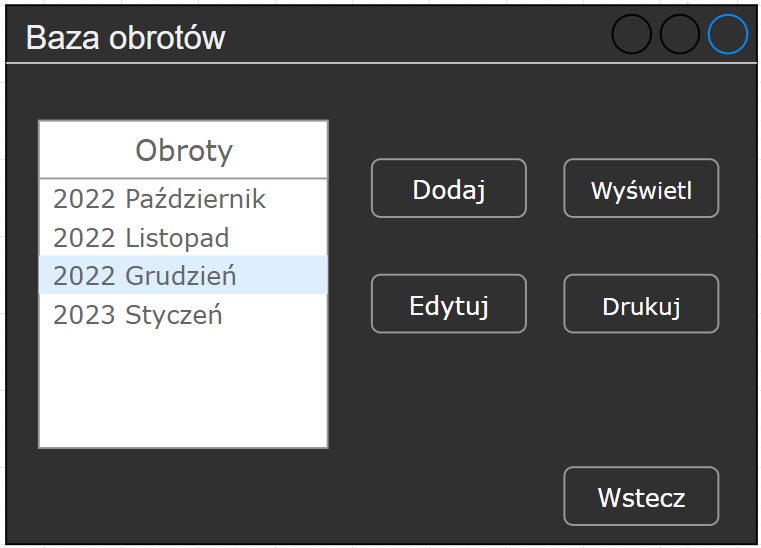 Baza obrotów
Obroty
2022 Październik
2022 Listopad
2022 Grudzień
2023 Styczeń
Dodaj
Wyświetl
Edytuj
Drukuj
Wstecz